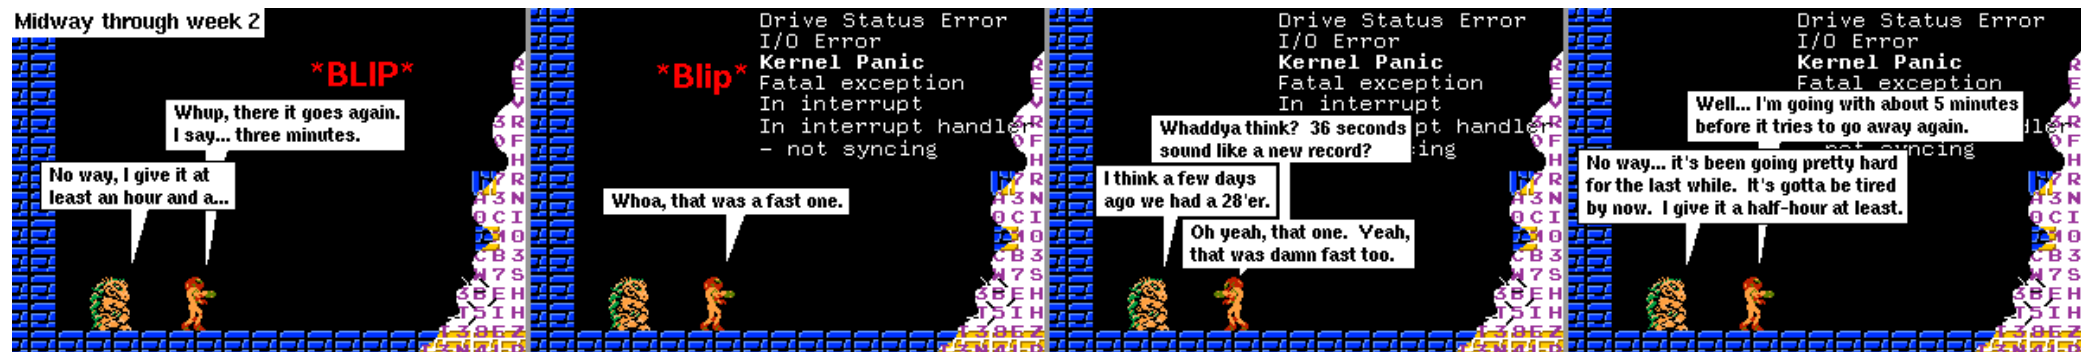 Midway through week 2
*BLIP*
Whup, there it goes again.
I say... three minutes.
No way, I give it at
least an hour and a...
Drive Status Error
I/O Error
Kernel Panic
Fatal exception
In interrupt
In interrupt handler
- not syncing
*Blip*
Whoa, that was a fast one.
Drive Status Error
I/O Error
Kernel Panic
Fatal exception
In interrupt
Whaddya think?  36 seconds
sound like a new record?
I think a few days
ago we had a 28'er.
Oh yeah, that one.  Yeah,
that was damn fast too.
Drive Status Error
I/O Error
Kernel Panic
Fatal exception
Well... I'm going with about 5 minutes
before it tries to go away again.
No way... it's been going pretty hard
for the last while.  It's gotta be tired
by now.  I give it a half-hour at least.